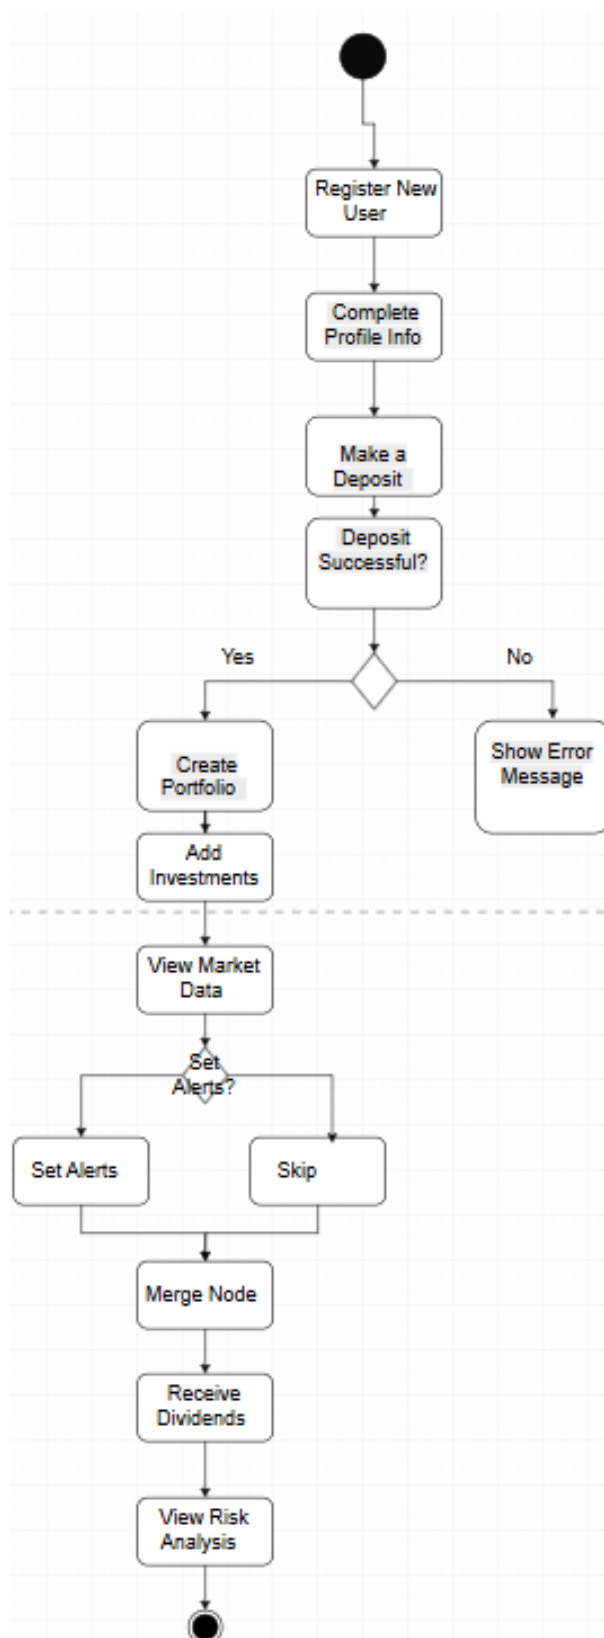 Register New
User
Complete
Profile Info
Make a
Deposit
Deposit
Successful?
Yes
No
Create
Portfolio
Show Error
Message
Add
Investments
View Market
Data
Set
Alerts?
Set Alerts
Skip
Merge Node
Receive
Dividends
View Risk
Analysis